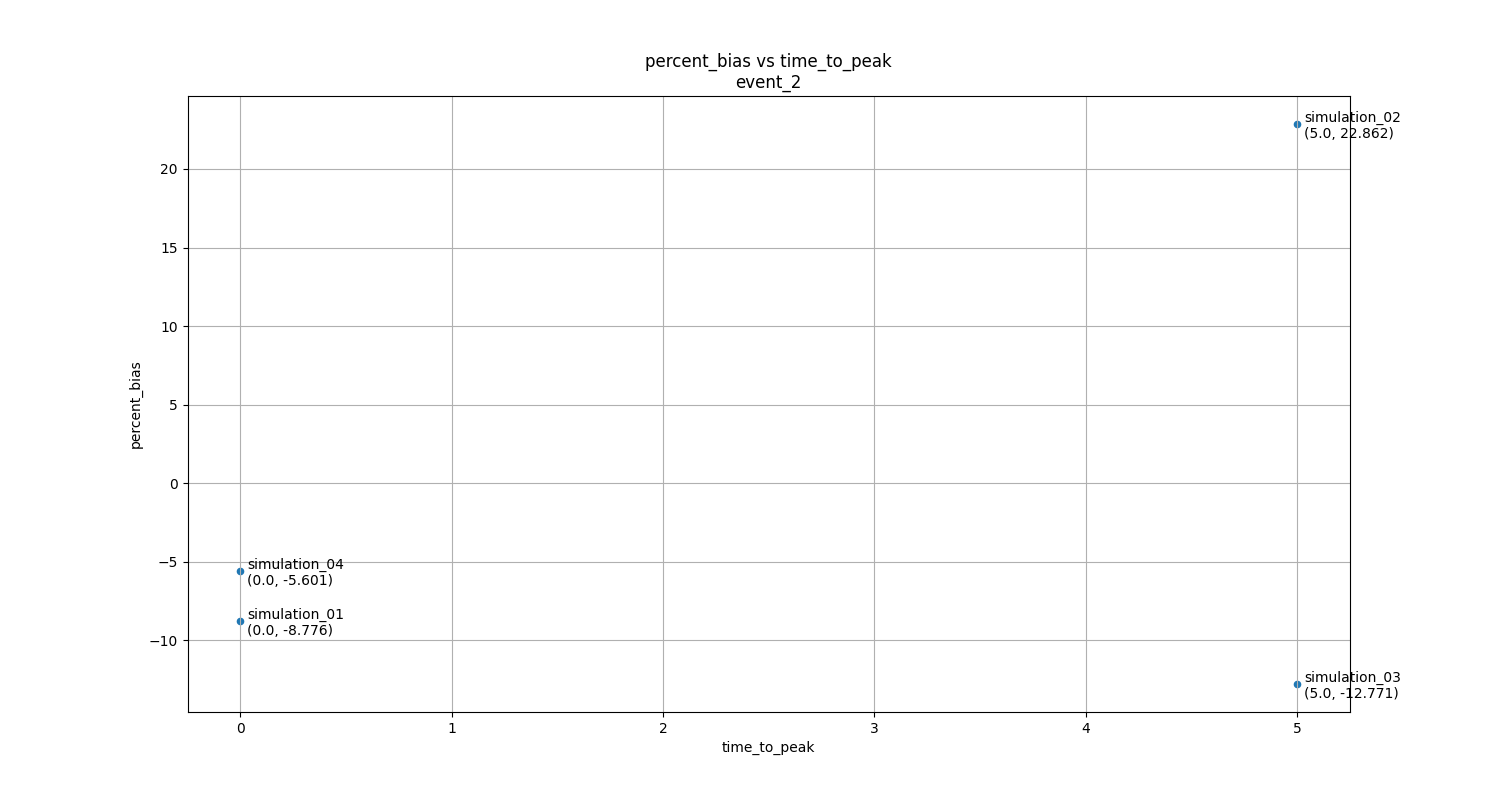 percent_bias vs time_to_peak
event_2
simulation_02
(5.0, 22.862)
20
15
10
percent_bias
5
0
−5
simulation_04
(0.0, -5.601)
simulation_01
(0.0, -8.776)
−10
simulation_03
(5.0, -12.771)
0 1 2 3 4 5
time_to_peak